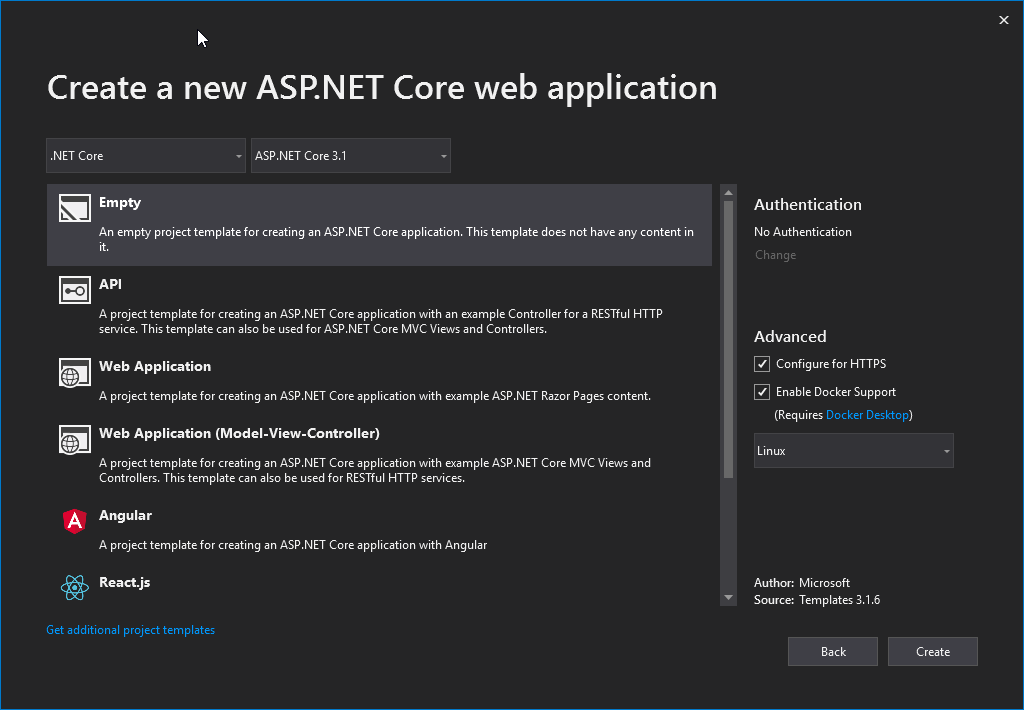 Create a new ASP.NET Core web application
.NET Core
ASP.NET Core 3.1
Empty
An empty project template for creating an ASP.NET Core application. This template does not have any content in
it.
API
A project template for creating an ASP.NET Core application with an example Controller for a RESTful HTTP
service. This template can also be used for ASP.NET Core MVC Views and Controllers.
Web Application
A project template for creating an ASP.NET Core application with example ASP.NET Razor Pages content.
Web Application (Model-View-Controller)
A project template for creating an ASP.NET Core application with example ASP.NET Core MVC Views and
Controllers. This template can also be used for RESTful HTTP services.
Angular
A project template for creating an ASP.NET Core application with Angular
React.js
Get additional project templates
Authentication
No Authentication
Change
Advanced
Configure for HTTPS
Enable Docker Support
(Requires Docker Desktop)
Linux
Author: Microsoft
Source: Templates 3.1.6
Back
Create